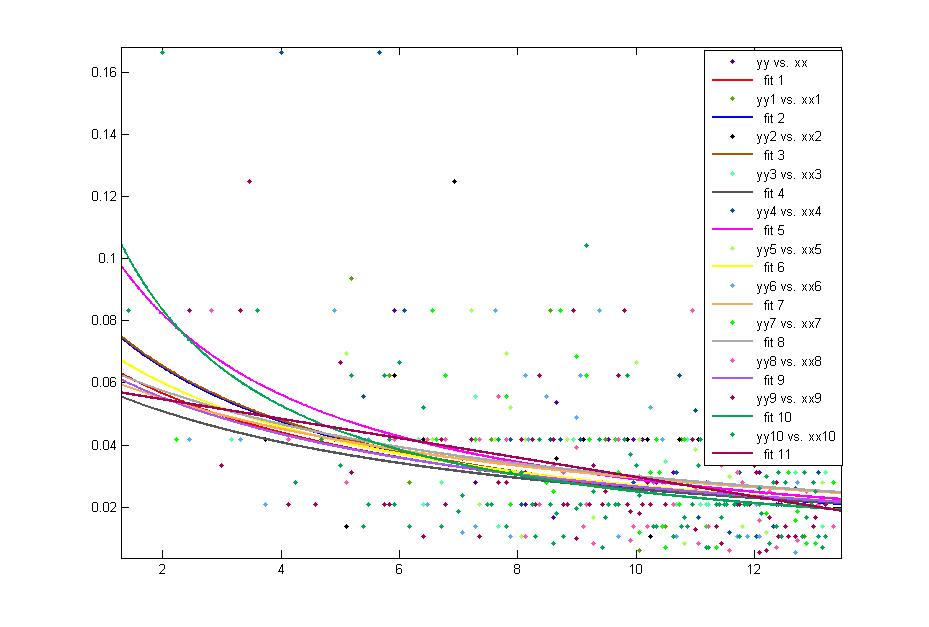 0.16
0.14
0.12
0.1
0.08
0.06
0.04
0.02
2 4 6 8 10 12
yy vs. xx
fit 1
yy1 vs. xx1
fit 2
yy2 vs. xx2
fit 3
yy3 vs. xx3
fit 4
yy4 vs. xx4
fit 5
yy5 vs. xx5
fit 6
yy6 vs. xx6
fit 7
yy7 vs. xx7
fit 8
yy8 vs. xx8
fit 9
yy9 vs. xx9
fit 10
yy10 vs. xx10
fit 11